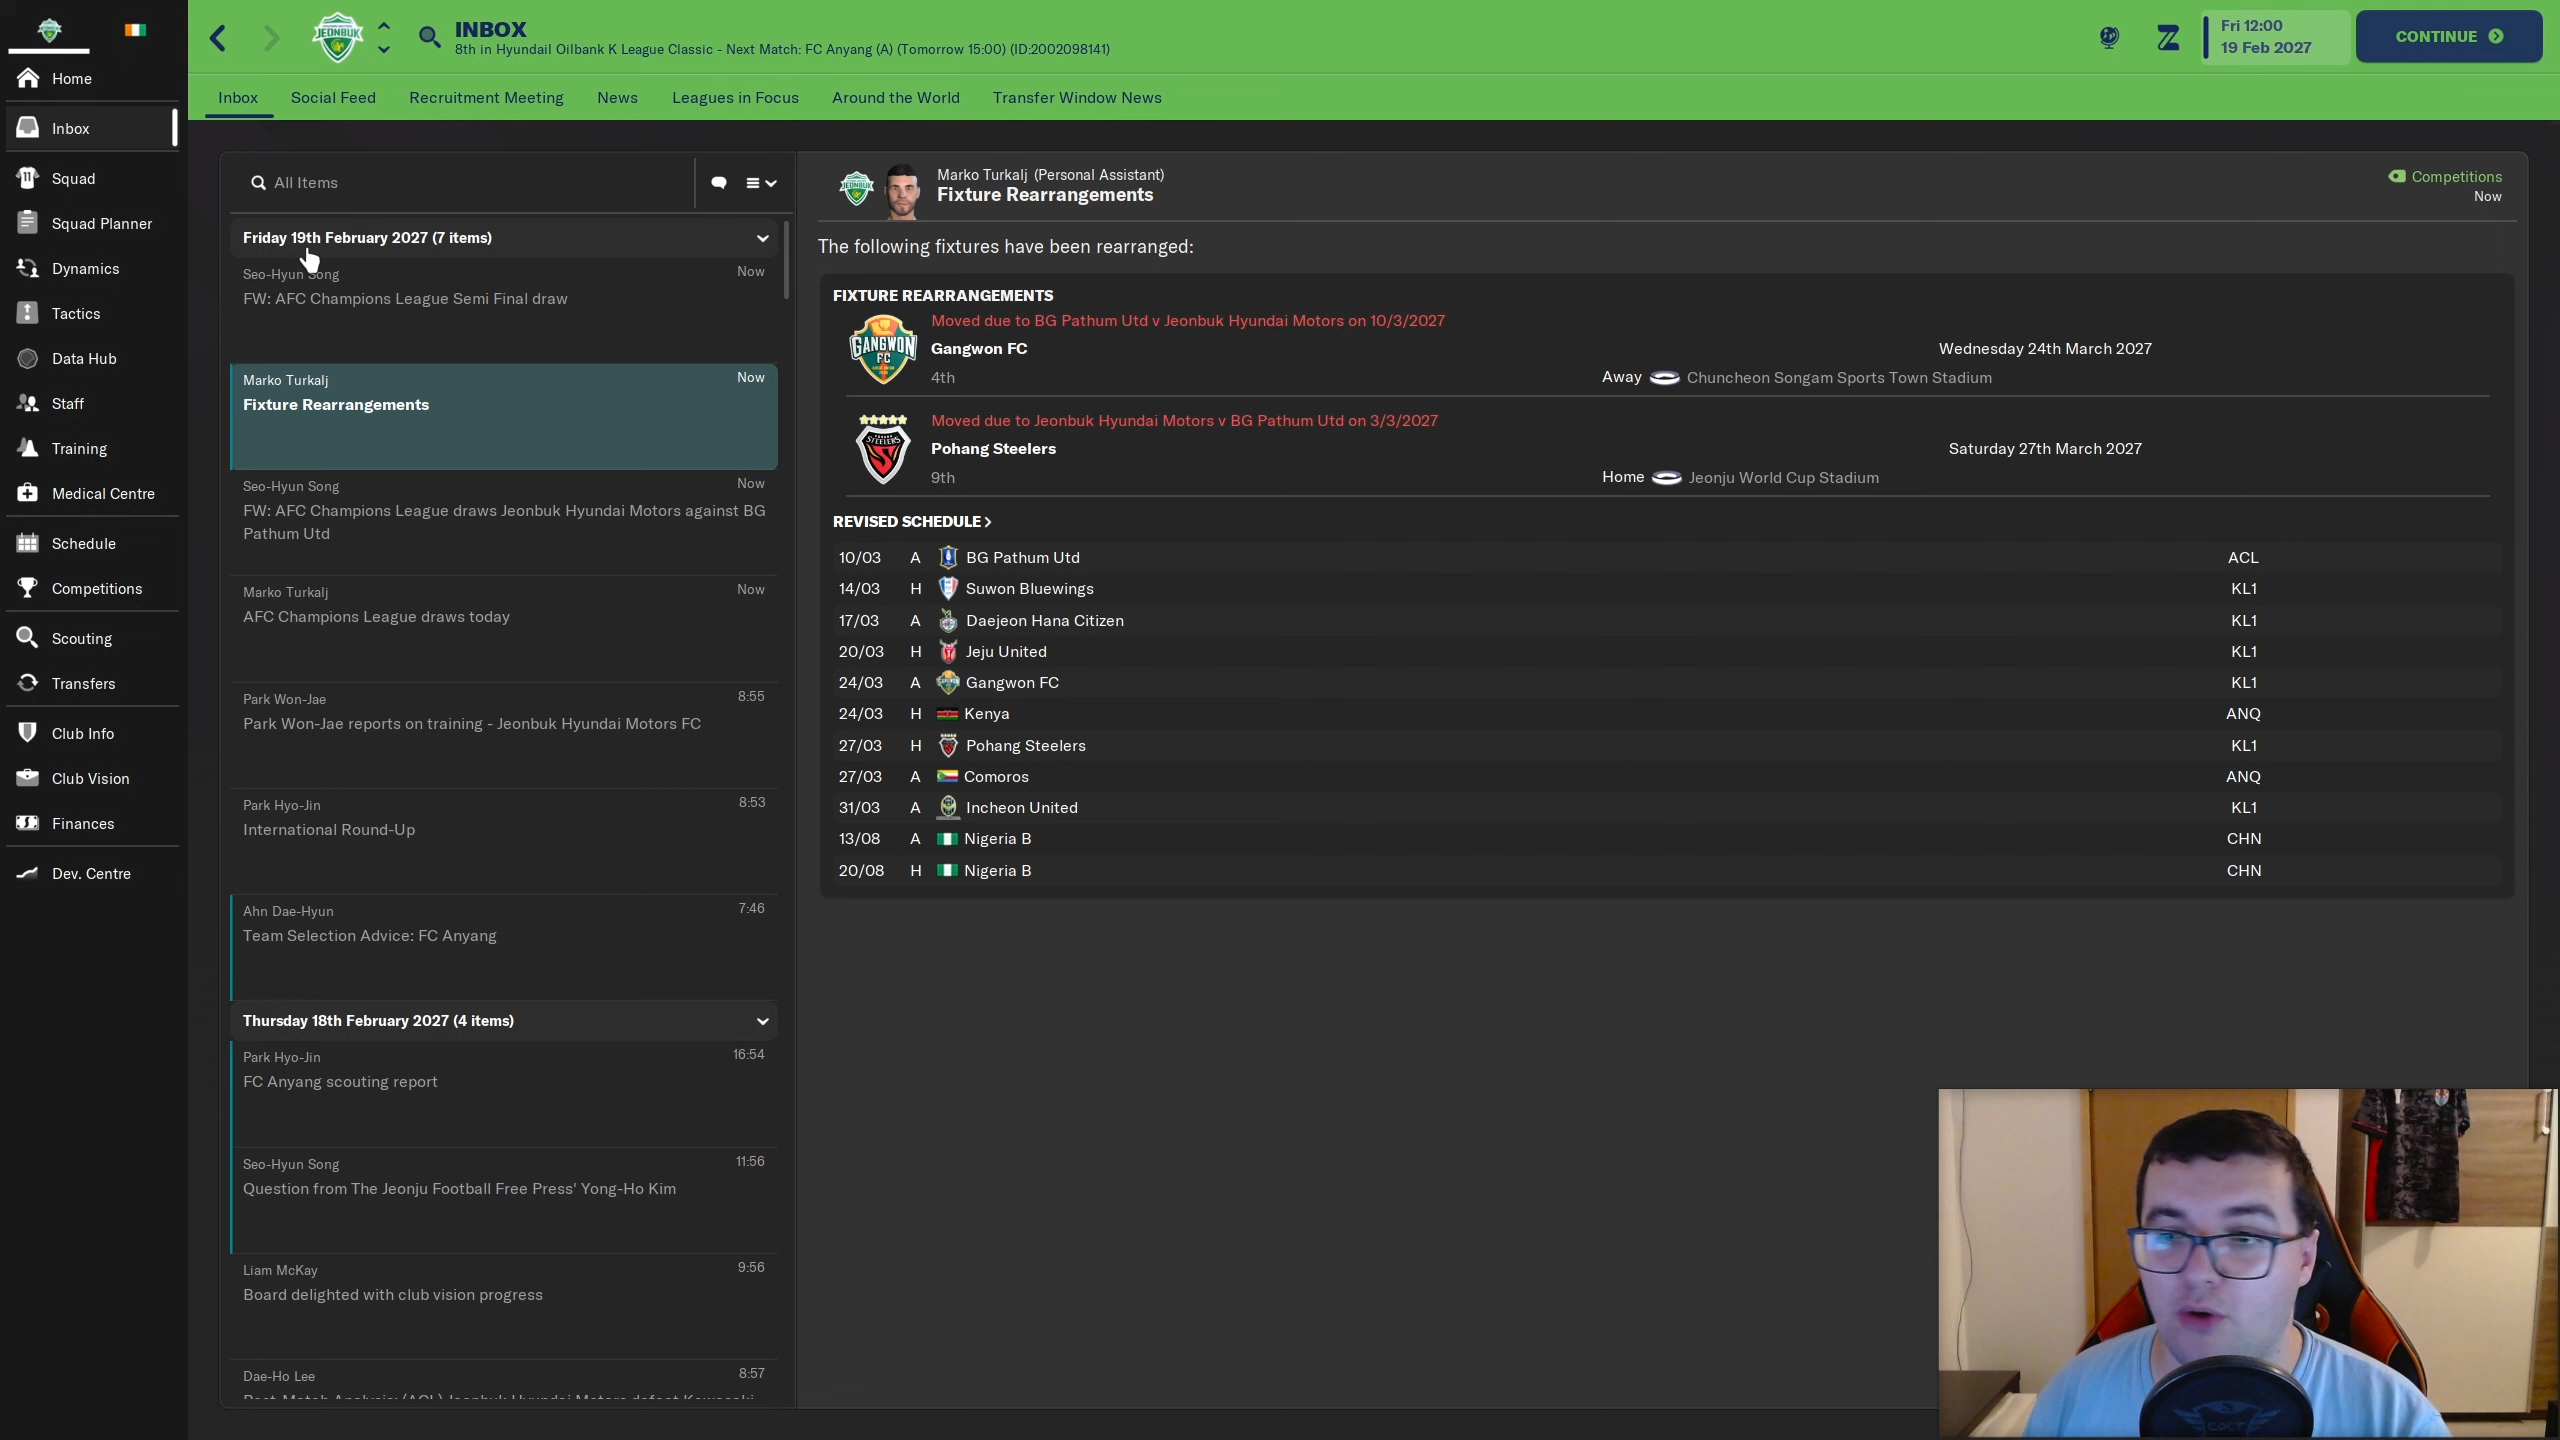 INBOX
8th in Hyundail Oilbank K League Classic - Next Match: FC Anyang (A) (Tomorrow 15:00) (ID:2002098141)
Fri 12:00
19 Feb 2027
CONTINUE
Inbox
Social Feed
Recruitment Meeting
News
Leagues in Focus
Around the World
Transfer Window News
Home
Inbox
Squad
Squad Planner
Dynamics
Tactics
Data Hub
Staff
Training
Medical Centre
Schedule
Competitions
Scouting
Transfers
Club Info
Club Vision
Finances
Dev. Centre
All Items
Friday 19th February 2027 (7 items)
Seo-Hyun Song Now
FW: AFC Champions League Semi Final draw
Marko Turkalj Now
Fixture Rearrangements
Seo-Hyun Song Now
FW: AFC Champions League draws Jeonbuk Hyundai Motors against BG
Pathum Utd
Marko Turkalj Now
AFC Champions League draws today
Park Won-Jae 8:55
Park Won-Jae reports on training - Jeonbuk Hyundai Motors FC
Park Hyo-Jin 8:53
International Round-Up
Ahn Dae-Hyun 7:46
Team Selection Advice: FC Anyang
Thursday 18th February 2027 (4 items)
Park Hyo-Jin 16:54
FC Anyang scouting report
Seo-Hyun Song 11:56
Question from The Jeonju Football Free Press' Yong-Ho Kim
Liam McKay 9:56
Board delighted with club vision progress
Dae-Ho Lee 8:57
Marko Turkalj (Personal Assistant)
Fixture Rearrangements
Competitions
Now
The following fixtures have been rearranged:
FIXTURE REARRANGEMENTS
Moved due to BG Pathum Utd v Jeonbuk Hyundai Motors on 10/3/2027
GANGWON FC
Gangwon FC Wednesday 24th March 2027
4th Away Chuncheon Songam Sports Town Stadium
Moved due to Jeonbuk Hyundai Motors v BG Pathum Utd on 3/3/2027
STEELERS
Pohang Steelers Saturday 27th March 2027
9th Home Jeonju World Cup Stadium
REVISED SCHEDULE >
10/03 A BG Pathum Utd ACL
14/03 H Suwon Bluewings KL1
17/03 A Daejeon Hana Citizen KL1
20/03 H Jeju United KL1
24/03 A Gangwon FC KL1
24/03 H Kenya ANQ
27/03 H Pohang Steelers KL1
27/03 A Comoros ANQ
31/03 A Incheon United KL1
13/08 A Nigeria B CHN
20/08 H Nigeria B CHN